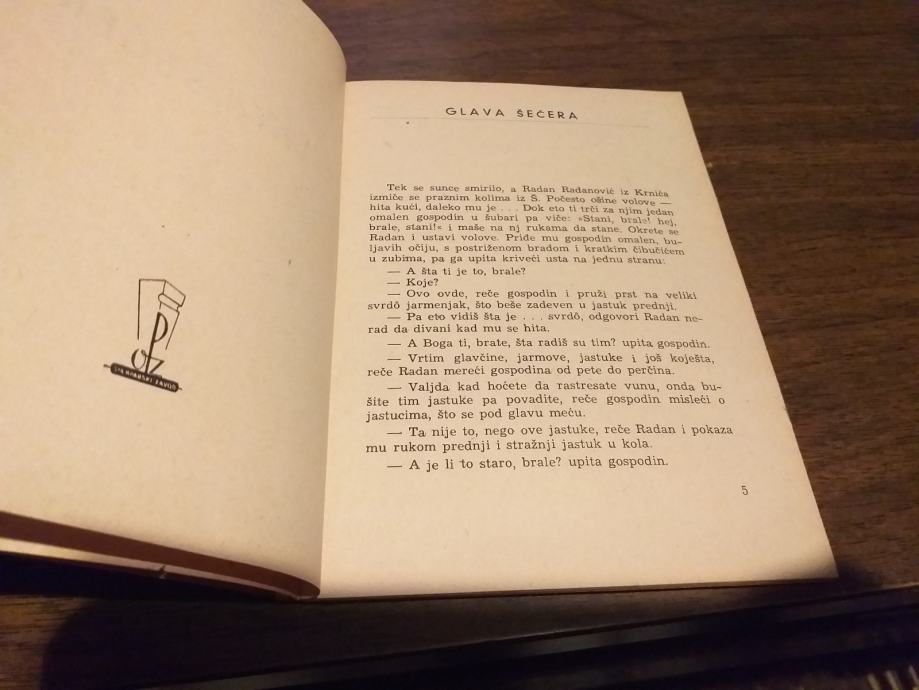 POZ
IZDAVAČKI ZAVOD
GLAVA ŠEĆERA
Tek se sunce smirilo, a Radan Radanović iz Krnića
izmiče se praznim kolima iz Š. Počesto ošine volove —
hita kući, daleko mu je . . . Dok eto ti trči za njim jedan
omalen gospodin u šubari pa viče: »Stani, brale! hej,
brale, stani!« i maše na nj rukama da stane. Okrete se
Radan i ustavi volove. Priđe mu gospodin omalen, bu-
ljavih očiju, s postriženom bradom i kratkim čibučićem
u zubima, pa ga upita kriveći usta na jednu stranu:
— A šta ti je to, brale?
— Koje?
— Ovo ovde, reče gospodin i pruži prst na veliki
svrdô jarmenjak, što beše zadeven u jastuk prednji.
— Pa eto vidiš šta je . . . svrdô, odgovori Radan ne-
rad da divani kad mu se hita.
— A Boga ti, brate, šta radiš su tim? upita gospodin.
— Vrtim glavčine, jarmove, jastuke i još koješta,
reče Radan mereći gospodina od pete do perčina.
— Valjda kad hoćete da rastresate vunu, onda bu-
šite tim jastuke pa povadite, reče gospodin misleći o
jastucima, što se pod glavu meću.
— Ta nije to, nego ove jastuke, reče Radan i pokaza
mu rukom prednji i stražnji jastuk u kola.
— A je li to staro, brale? upita gospodin.
5